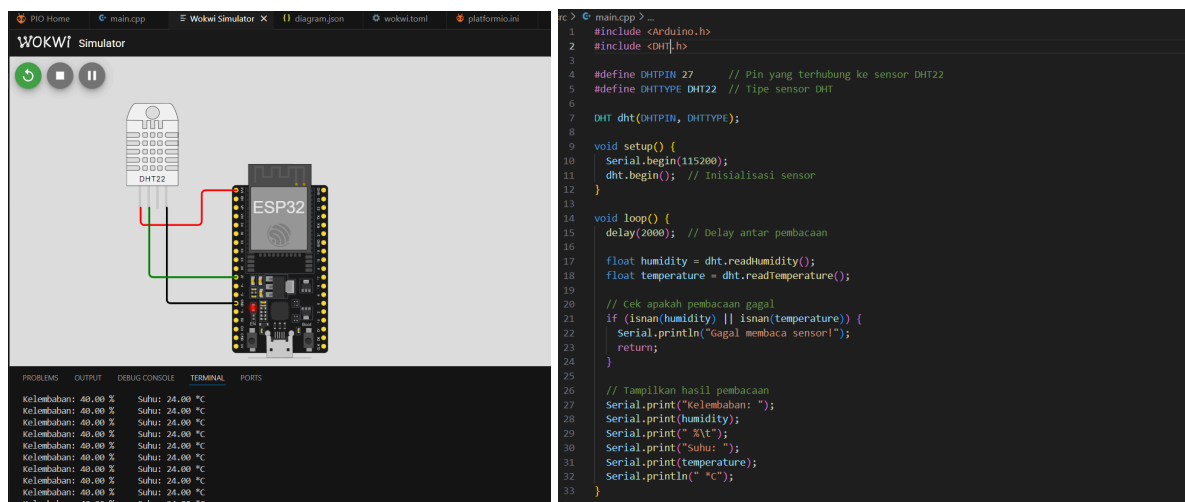 PIO Home
main.cpp
Wokwi Simulator
diagram.json
wokwi.toml
platformio.ini
WOKWi Simulator
DHT22
ESP32
EN
Boot
PROBLEMS OUTPUT DEBUG CONSOLE TERMINAL PORTS
Kelembaban: 40.00 % Suhu: 24.00 *C
Kelembaban: 40.00 % Suhu: 24.00 *C
Kelembaban: 40.00 % Suhu: 24.00 *C
Kelembaban: 40.00 % Suhu: 24.00 *C
Kelembaban: 40.00 % Suhu: 24.00 *C
Kelembaban: 40.00 % Suhu: 24.00 *C
Kelembaban: 40.00 % Suhu: 24.00 *C
Kelembaban: 40.00 % Suhu: 24.00 *C
Kelembaban: 40.00 % Suhu: 24.00 *C
rc > main.cpp > ...
1 #include <Arduino.h>
2 #include <DHT.h>
3
4 #define DHTPIN 27 // Pin yang terhubung ke sensor DHT22
5 #define DHTTYPE DHT22 // Tipe sensor DHT
6
7 DHT dht(DHTPIN, DHTTYPE);
8
9 void setup() {
10 Serial.begin(115200);
11 dht.begin(); // Inisialisasi sensor
12 }
13
14 void loop() {
15 delay(2000); // Delay antar pembacaan
16
17 float humidity = dht.readHumidity();
18 float temperature = dht.readTemperature();
19
20 // Cek apakah pembacaan gagal
21 if (isnan(humidity) || isnan(temperature)) {
22 Serial.println("Gagal membaca sensor!");
23 return;
24 }
25
26 // Tampilkan hasil pembacaan
27 Serial.print("Kelembaban: ");
28 Serial.print(humidity);
29 Serial.print(" %\t");
30 Serial.print("Suhu: ");
31 Serial.print(temperature);
32 Serial.println(" *C");
33 }